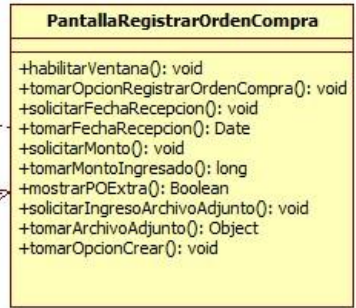 PantallaRegistrarOrdenCompra
+habilitarVentana(): void
+tomarOpcionRegistrarOrdenCompra(): void
+solicitarFechaRecepcion(): void
+tomarFechaRecepcion(): Date
+solicitarMonto(): void
+tomarMontoIngresado(): long
+mostrarPOExtra(): Boolean
+solicitarIngresoArchivoAdjunto(): void
+tomarArchivoAdjunto(): Object
+tomarOpcionCrear(): void